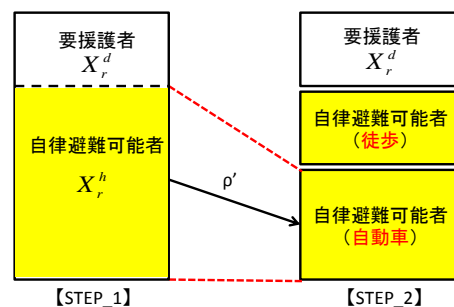 要援護者
X_r^d
自律避難可能者
X_r^h
【STEP_1】
ρ'
要援護者
X_r^d
自律避難可能者
（徒歩）
自律避難可能者
（自動車）
【STEP_2】